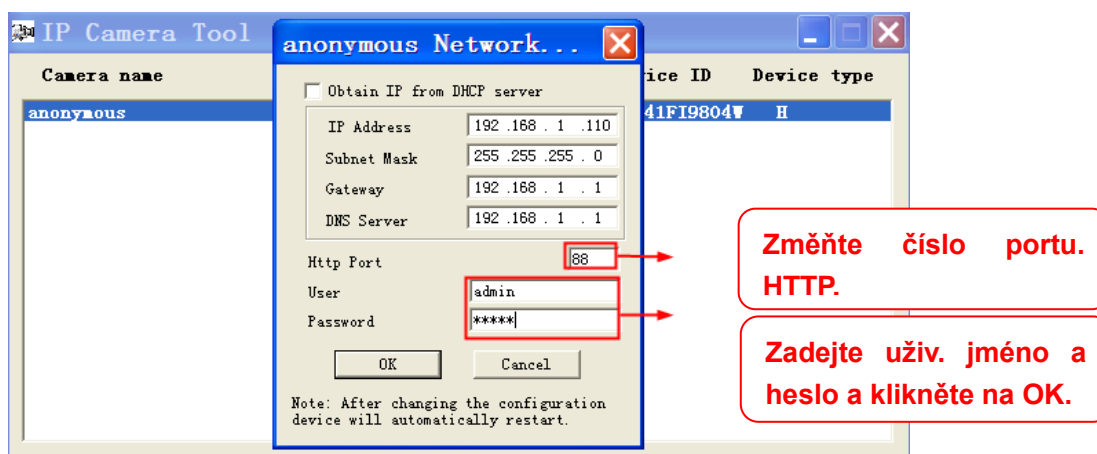 IP Camera Tool
anonymous Network...
Camera name
ice ID Device type
Obtain IP from DHCP server
anonymous
41FI9804W H
IP Address 192 .168 . 1 .110
Subnet Mask 255 .255 .255 . 0
Gateway 192 .168 . 1 . 1
DNS Server 192 .168 . 1 . 1
Http Port 88
User admin
Password *****
OK Cancel
Note: After changing the configuration
device will automatically restart.
Změňte číslo portu.
HTTP.
Zadejte uživ. jméno a
heslo a klikněte na OK.